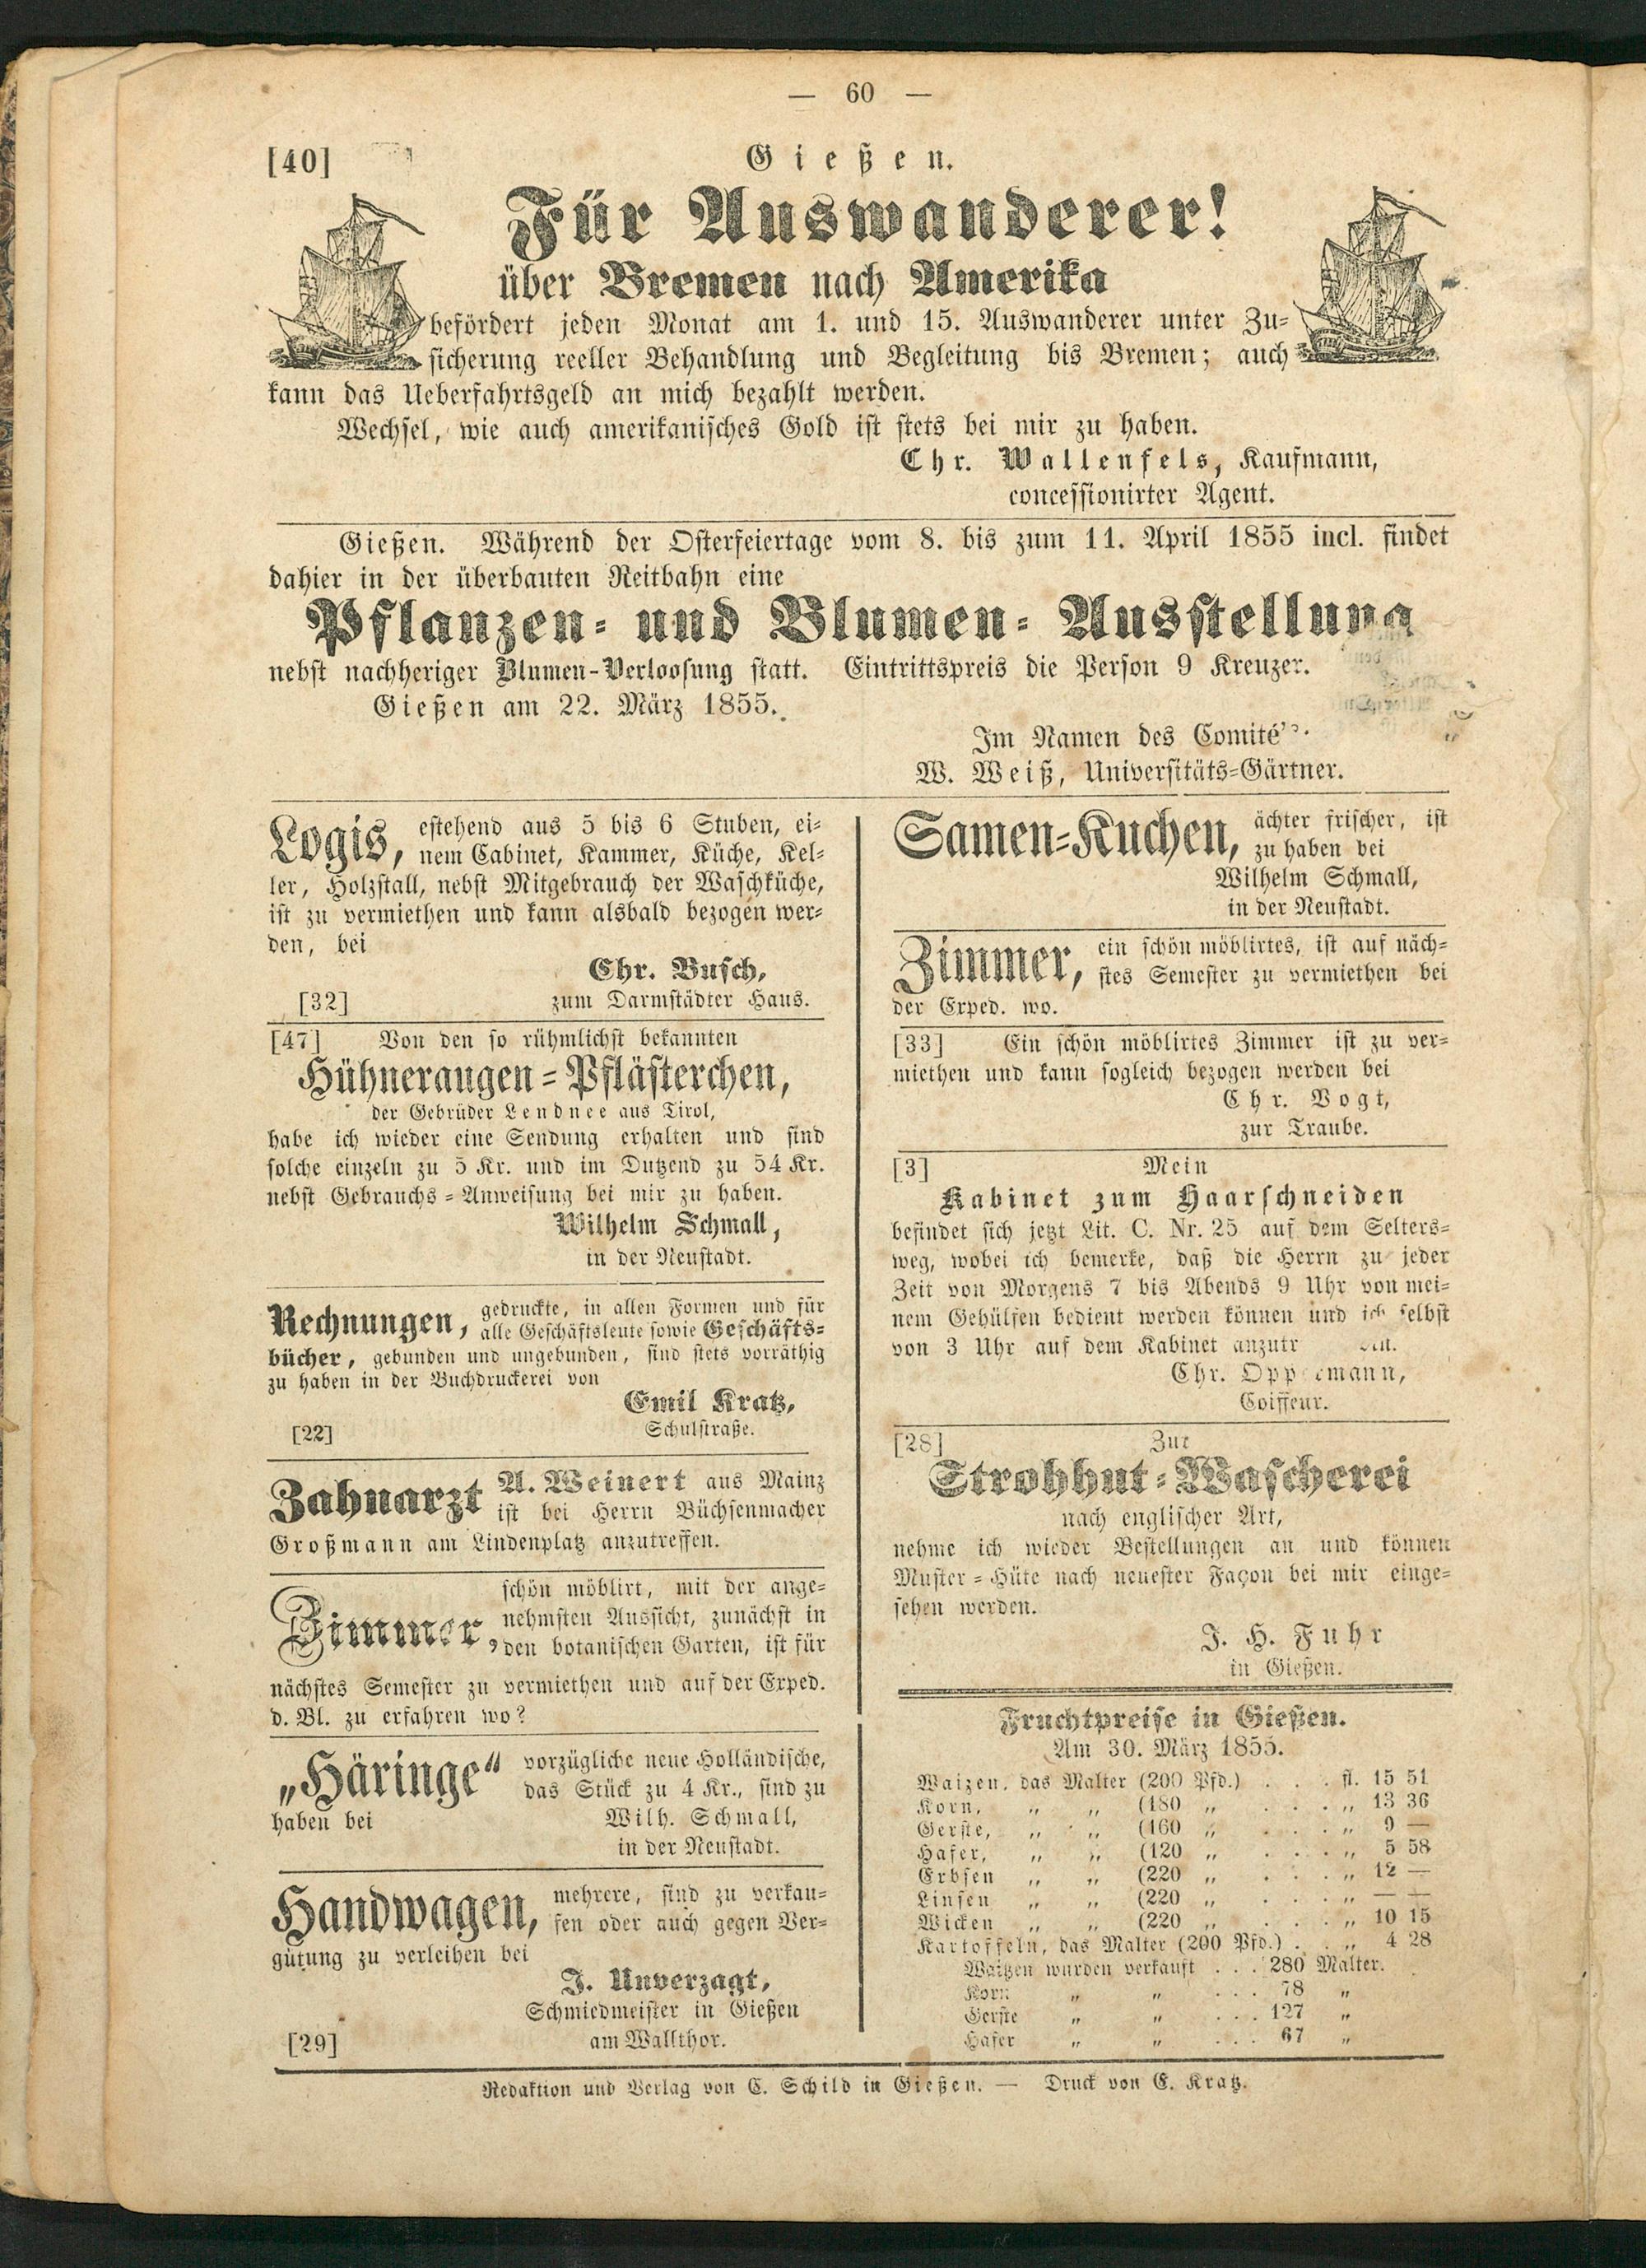 — 60 —
[40] Gießen.
Für Auswanderer!
über Bremen nach Amerika
befördert jeden Monat am 1. und 15. Auswanderer unter Zu=
sicherung reeller Behandlung und Begleitung bis Bremen; auch
kann das Ueberfahrtsgeld an mich bezahlt werden.
Wechsel, wie auch amerikanisches Gold ist stets bei mir zu haben.
Chr. Wallenfels, Kaufmann,
concessionirter Agent.
Gießen. Während der Osterfeiertage vom 8. bis zum 11. April 1855 incl. findet
dahier in der überbauten Reitbahn eine
Pflanzen= und Blumen=Ausstellung
nebst nachheriger Blumen-Verloosung statt. Eintrittspreis die Person 9 Kreuzer.
Gießen am 22. März 1855.
Im Namen des Comité's.
W. Weiß, Universitäts=Gärtner.
Logis, estehend aus 5 bis 6 Stuben, ei=
nem Cabinet, Kammer, Küche, Kel=
ler, Holzstall, nebst Mitgebrauch der Waschküche,
ist zu vermiethen und kann alsbald bezogen wer=
den, bei
Chr. Busch,
[32] zum Darmstädter Haus.
[47] Von den so rühmlichst bekannten
Hühneraugen=Pflästerchen,
der Gebrüder Lendnee aus Tirol,
habe ich wieder eine Sendung erhalten und sind
solche einzeln zu 5 Kr. und im Dutzend zu 54 Kr.
nebst Gebrauchs=Anweisung bei mir zu haben.
Wilhelm Schmall,
in der Neustadt.
Rechnungen, gedruckte, in allen Formen und für
alle Geschäftsleute sowie Geschäfts=
bücher, gebunden und ungebunden, sind stets vorräthig
zu haben in der Buchdruckerei von
Emil Kratz,
[22] Schulstraße.
Zahnarzt A. Weinert aus Mainz
ist bei Herrn Büchsenmacher
Großmann am Lindenplatz anzutreffen.
Zimmer, schön möblirt, mit der ange=
nehmsten Aussicht, zunächst in
den botanischen Garten, ist für
nächstes Semester zu vermiethen und auf der Exped.
d. Bl. zu erfahren wo?
„Häringe" vorzügliche neue Holländische,
das Stück zu 4 Kr., sind zu
haben bei Wilh. Schmall,
in der Neustadt.
Handwagen, mehrere, sind zu verkau=
fen oder auch gegen Ver=
gütung zu verleihen bei
J. Unverzagt,
Schmiedmeister in Gießen
[29] am Wallthor.
Samen=Kuchen, ächter frischer, ist
zu haben bei
Wilhelm Schmall,
in der Neustadt.
Zimmer, ein schön möblirtes, ist auf näch=
stes Semester zu vermiethen bei
der Exped. wo.
[33] Ein schön möblirtes Zimmer ist zu ver=
miethen und kann sogleich bezogen werden bei
Chr. Vogt,
zur Traube.
[3] Mein
Kabinet zum Haarschneiden
befindet sich jetzt Lit. C. Nr. 25 auf dem Selters=
weg, wobei ich bemerke, daß die Herrn zu jeder
Zeit von Morgens 7 bis Abends 9 Uhr von mei=
nem Gehülfen bedient werden können und ich selbst
von 3 Uhr auf dem Kabinet
Chr.
Coiffeur.
[28] Zur
Strohhut=Wascherei
nach englischer Art,
nehme ich wieder Bestellungen an und können
Muster=Hüte nach neuester Façon bei mir einge=
sehen werden.
J. H. Fuhr
in Gießen.
Fruchtpreise in Gießen.
Am 30. März 1855.
Waizen, das Malter (200 Pfd.) . . . fl. 15 51
Korn, „ „ (180 „ . . . „ 13 36
Gerste, „ „ (160 „ . . . „ 9 —
Hafer, „ „ (120 „ . . . „ 5 58
Erbsen „ „ (220 „ . . . „ 12 —
Linsen „ „ (220 „ . . . „ — —
Wicken „ „ (220 „ . . . „ 10 15
Kartoffeln, das Malter (200 Pfd.) . . „ 4 28
Waitzen wurden verkauft . . . 280 Malter.
Korn „ „ . . . 78 „
Gerste „ „ . . . 127 „
Hafer „ „ . . . 67 „
Redaktion und Verlag von C. Schild in Gießen. — Druck von E. Kratz.